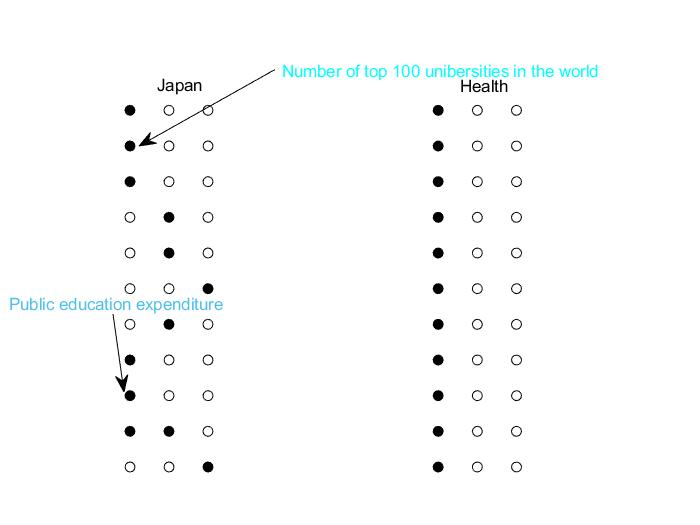 Number of top 100 unibersities in the world
Japan
Health
Public education expenditure